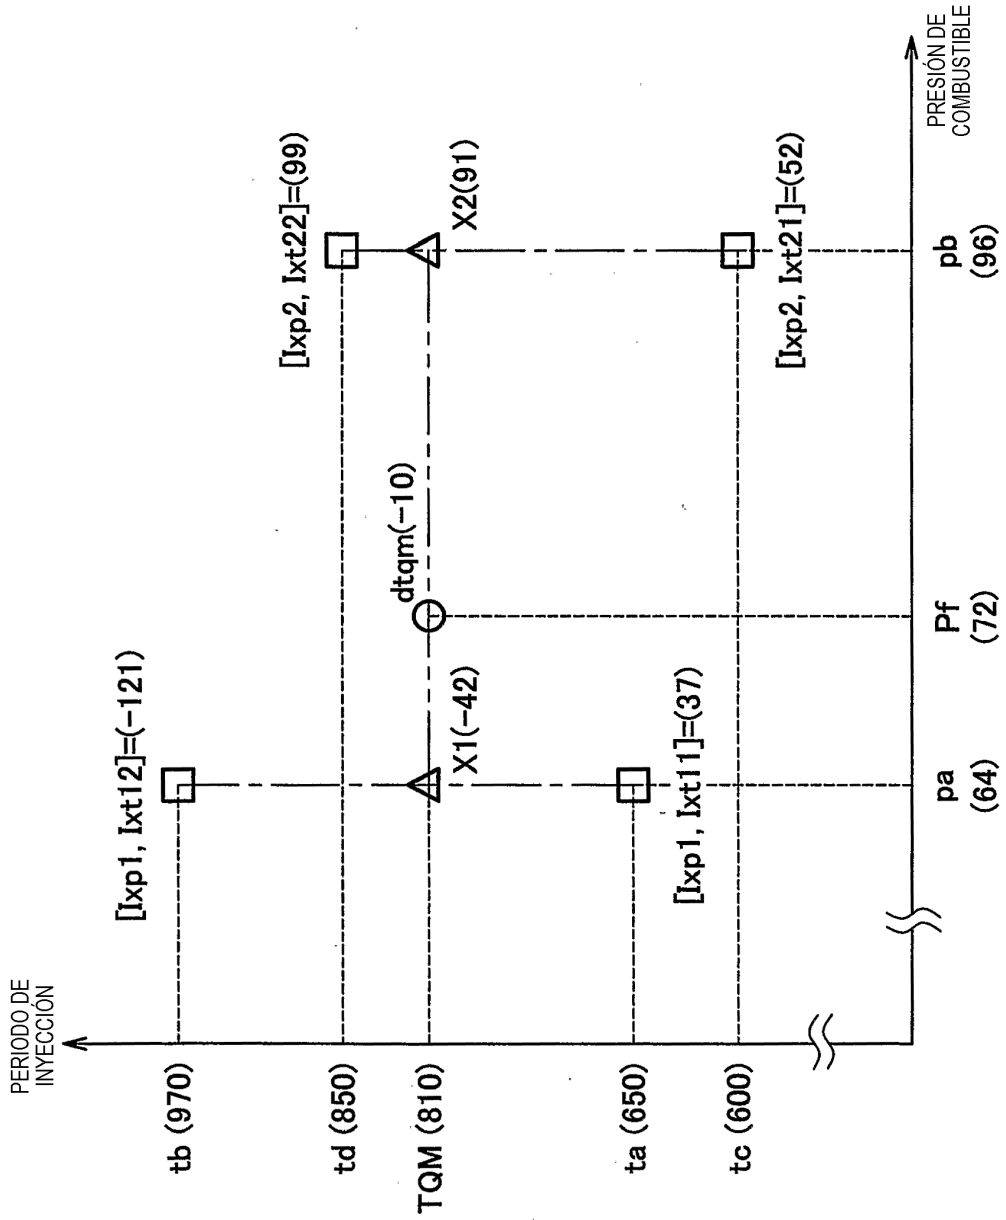 PERIODO DE
INYECCIÓN
tb (970)
[Ixp1, Ixt12]=(-121)
[Ixp2, Ixt22]=(99)
td (850)
dtqm(-10)
TQM (810)
X1(-42)
X2(91)
ta (650)
[Ixp1, Ixt11]=(37)
tc (600)
[Ixp2, Ixt21]=(52)
pa
(64)
Pf
(72)
pb
(96)
PRESIÓN DE
COMBUSTIBLE